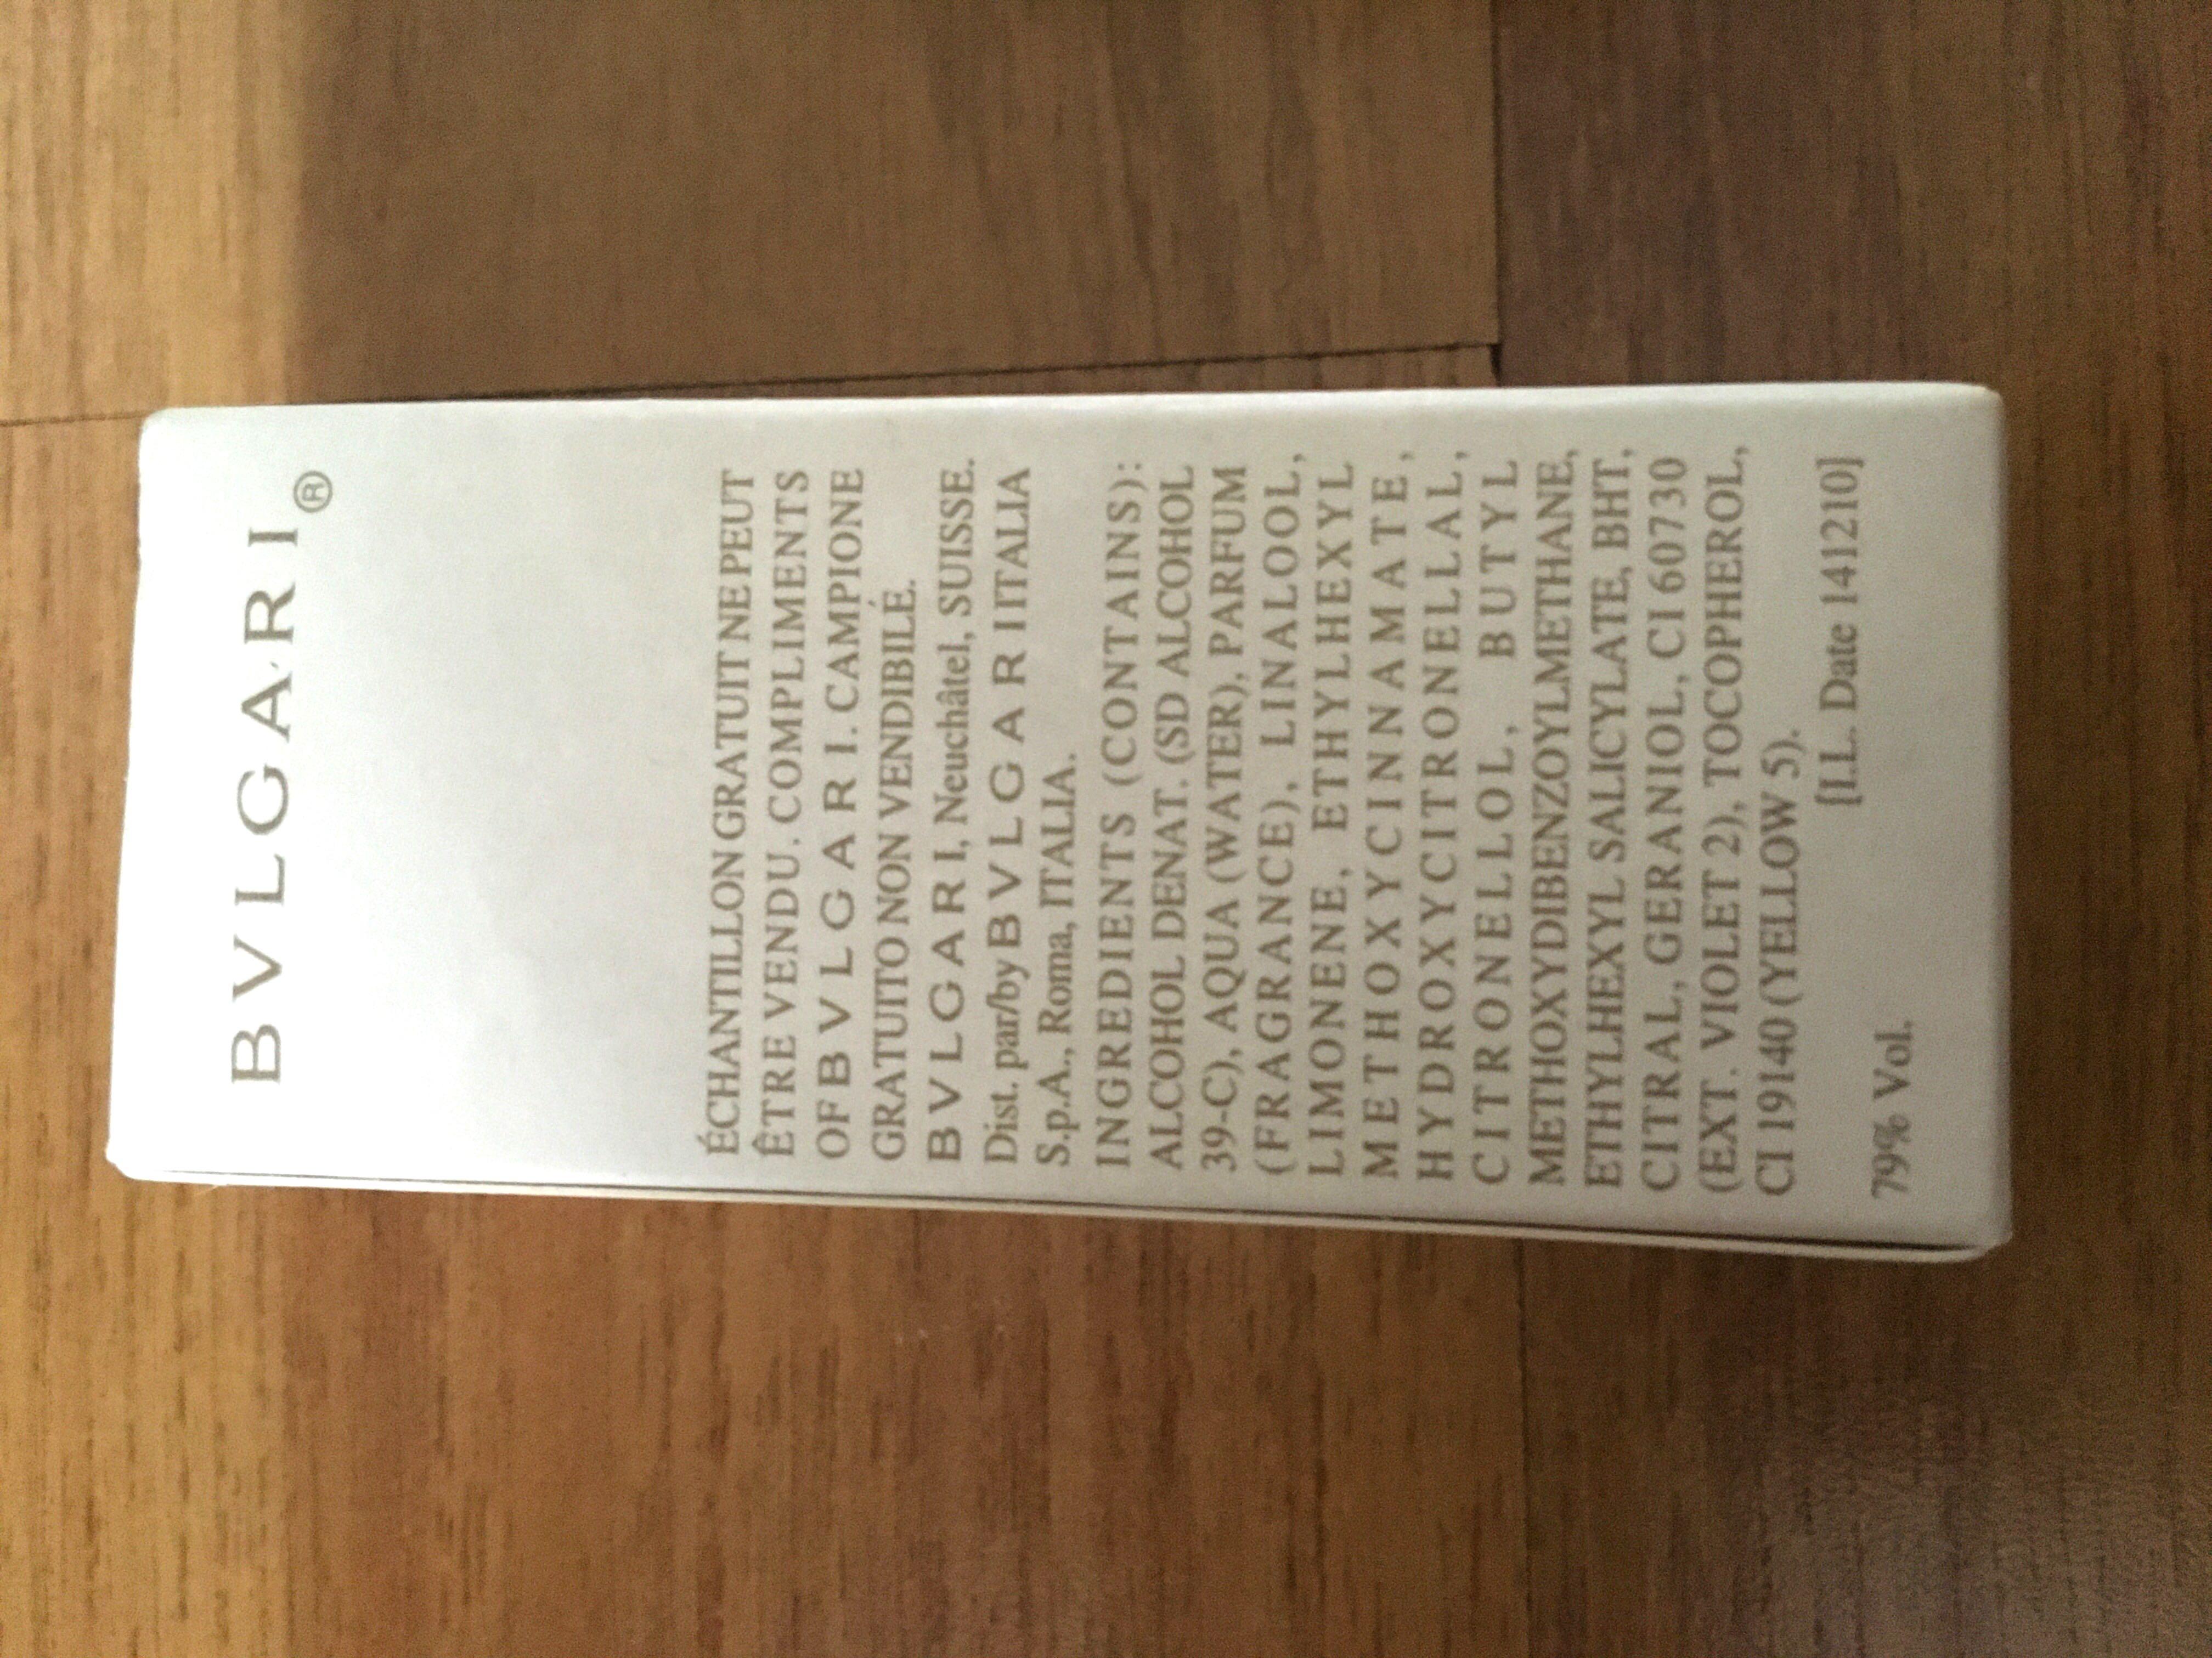 BVLGARI®
ÉCHANTILLON GRATUIT NE PEUT
ÊTRE VENDU. COMPLIMENTS
OF BVLGARI. CAMPIONE
GRATUITO NON VENDIBILÉ.
BVLGARI, Neuchâtel, SUISSE.
Dist. par/by BVLGARI ITALIA
S.p.A., Roma, ITALIA.
INGREDIENTS (CONTAINS):
ALCOHOL DENAT. (SD ALCOHOL
39-C), AQUA (WATER), PARFUM
(FRAGRANCE), LINALOOL,
LIMONENE, ETHYLHEXYL
METHOXYCINNAMATE,
HYDROXYCITRONELLAL,
CITRONELLOL, BUTYL
METHOXYDIBENZOYLMETHANE,
ETHYLHEXYL SALICYLATE, BHT,
CITRAL, GERANIOL, CI 60730
(EXT. VIOLET 2), TOCOPHEROL,
CI 19140 (YELLOW 5).
[I.L. Date 141210]
79% Vol.